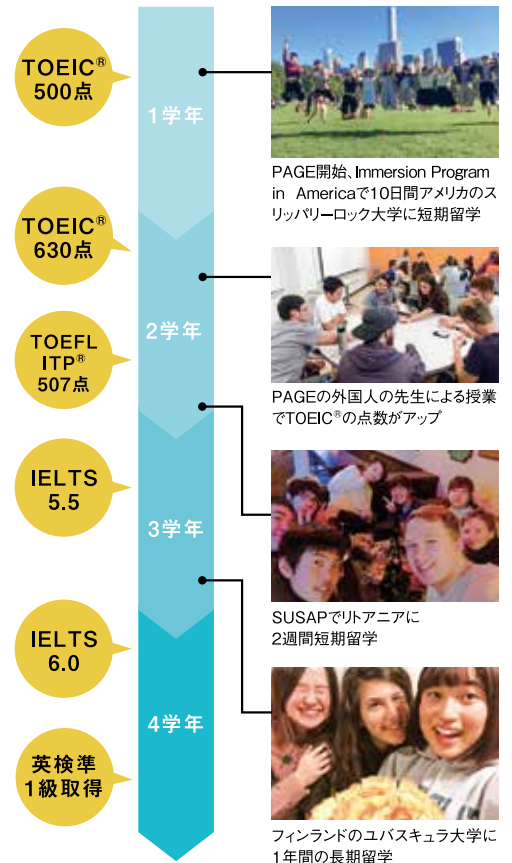 TOEIC®
500点
1学年
PAGE開始、Immersion Program
in Americaで10日間アメリカのス
リッパリーロック大学に短期留学
TOEIC®
630点
2学年
PAGEの外国人の先生による授業
でTOEIC®の点数がアップ
TOEFL
ITP®
507点
SUSAPでリトアニアに
2週間短期留学
IELTS
5.5
3学年
フィンランドのユバスキュラ大学に
1年間の長期留学
IELTS
6.0
4学年
英検準
1級取得